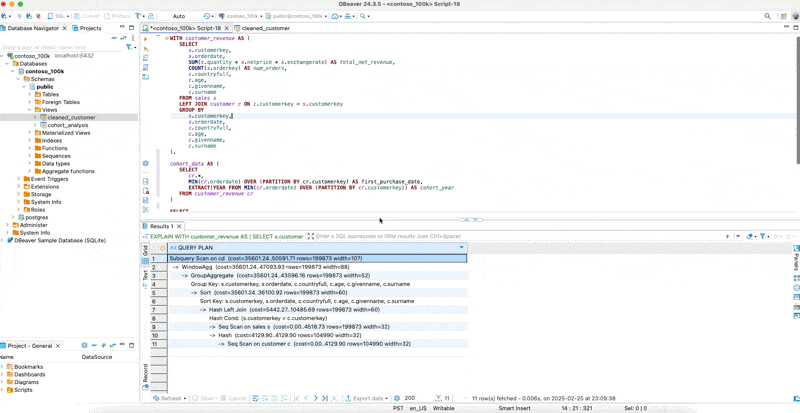 DBeaver 24.3.5 - <contoso_100k> Script-18
SQL
Commit
Rollback
Auto
contoso_100k
public@contoso_100k
Database Navigator
Projects
*<contoso_100k> Script-18
cleaned_customer
Enter a part of object name here
contoso_100k localhost:5432
Databases
contoso_100k
Schemas
public
Tables
Foreign Tables
Views
cleaned_customer
cohort_analysis
Materialized Views
Indexes
Functions
Sequences
Data types
Aggregate functions
Event Triggers
Extensions
Storage
System Info
Roles
postgres
Administer
System Info
DBeaver Sample Database (SQLite)
WITH customer_revenue AS (
SELECT
s.customerkey,
s.orderdate,
SUM(s.quantity * s.netprice * s.exchangerate) AS total_net_revenue,
COUNT(s.orderkey) AS num_orders,
c.countryfull,
c.age,
c.givenname,
c.surname
FROM sales s
LEFT JOIN customer c ON c.customerkey = s.customerkey
GROUP BY
s.customerkey,
s.orderdate,
c.countryfull,
c.age,
c.givenname,
c.surname
),
cohort_data AS (
SELECT
cr.*,
MIN(cr.orderdate) OVER (PARTITION BY cr.customerkey) AS first_purchase_date,
EXTRACT(YEAR FROM MIN(cr.orderdate) OVER (PARTITION BY cr.customerkey)) AS cohort_year
FROM customer_revenue cr
)
SELECT
Results 1
EXPLAIN WITH customer_revenue AS ( SELECT s.customer
Enter a SQL expression to filter results (use Ctrl+Space)
Grid
Text
Record
Panels
QUERY PLAN
1 Subquery Scan on cd (cost=35601.24..50591.71 rows=199873 width=107)
2 -> WindowAgg (cost=35601.24..47093.93 rows=199873 width=88)
3 -> GroupAggregate (cost=35601.24..43596.16 rows=199873 width=52)
4 Group Key: s.customerkey, s.orderdate, c.countryfull, c.age, c.givenname, c.surname
5 -> Sort (cost=35601.24..36100.92 rows=199873 width=60)
6 Sort Key: s.customerkey, s.orderdate, c.countryfull, c.age, c.givenname, c.surname
7 -> Hash Left Join (cost=5442.27..10485.69 rows=199873 width=60)
8 Hash Cond: (s.customerkey = c.customerkey)
9 -> Seq Scan on sales s (cost=0.00..4518.73 rows=199873 width=32)
10 -> Hash (cost=4129.90..4129.90 rows=104990 width=32)
11 -> Seq Scan on customer c (cost=0.00..4129.90 rows=104990 width=32)
Project - General
Name
DataSource
Bookmarks
Dashboards
Diagrams
Scripts
Refresh
Save
Cancel
Export data
200
11
11 row(s) fetched - 0.006s, on 2025-02-25 at 23:09:38
PST
en_US
Writable
Smart Insert
14 : 21 : 321
Sel: 0 | 0